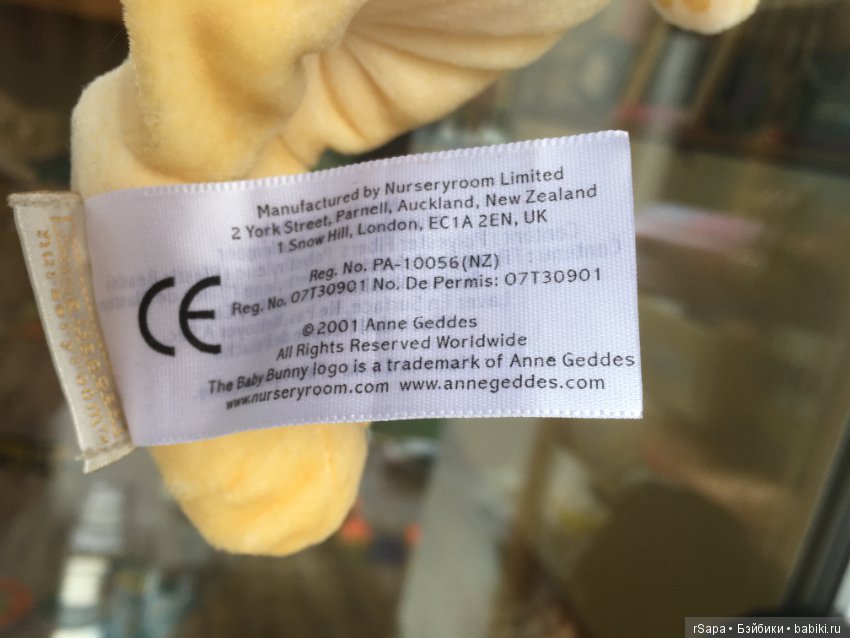 Manufactured by Nurseryroom Limited
2 York Street, Parnell, Auckland, New Zealand
1 Snow Hill, London, EC1A 2EN, UK
Reg. No. PA-10056(NZ)
Reg. No. 07T30901 No. De Permis: 07T30901
CE
©2001 Anne Geddes
All Rights Reserved Worldwide
The Baby Bunny logo is a trademark of Anne Geddes
www.nurseryroom.com www.annegeddes.com
rSapa • Бэйбики • babiki.ru